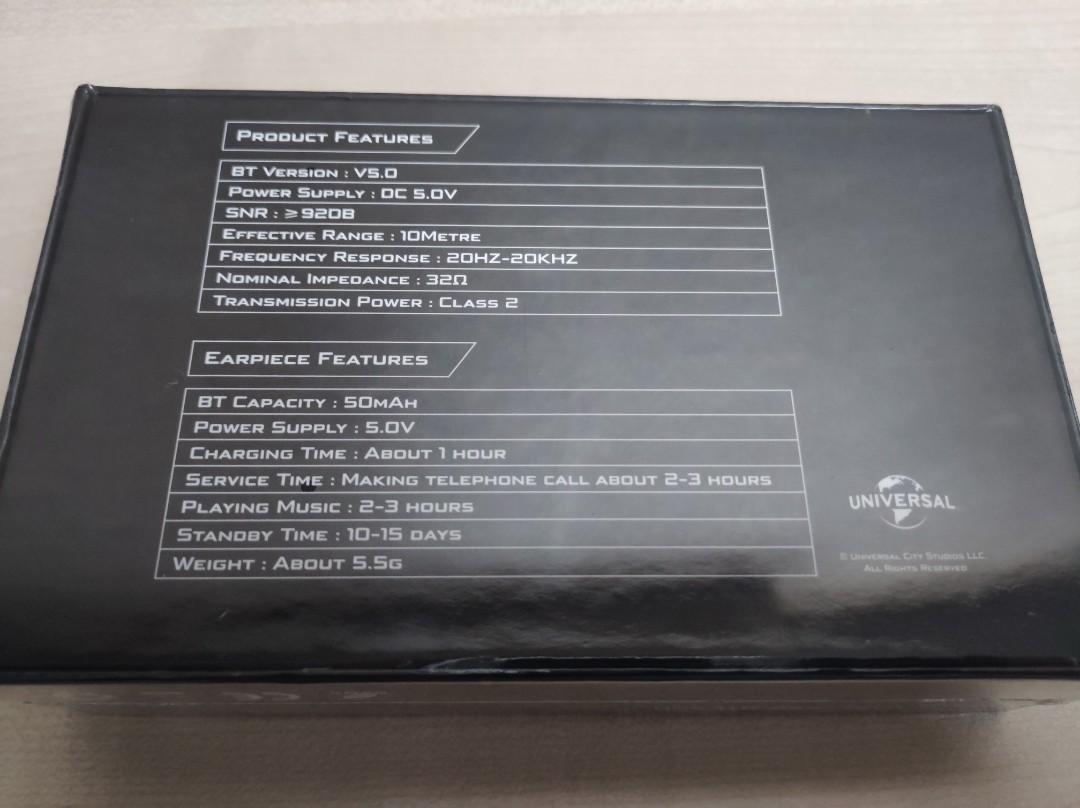 PRODUCT FEATURES
BT VERSION : V5.0
POWER SUPPLY : DC 5.0V
SNR : ≥92DB
EFFECTIVE RANGE : 10METRE
FREQUENCY RESPONSE : 20HZ-20KHZ
NOMINAL IMPEDANCE : 32Ω
TRANSMISSION POWER : CLASS 2
EARPIECE FEATURES
BT CAPACITY : 50MAH
POWER SUPPLY : 5.0V
CHARGING TIME : ABOUT 1 HOUR
SERVICE TIME : MAKING TELEPHONE CALL ABOUT 2-3 HOURS
PLAYING MUSIC : 2-3 HOURS
STANDBY TIME : 10-15 DAYS
WEIGHT : ABOUT 5.5G
UNIVERSAL
© UNIVERSAL CITY STUDIOS LLC.
ALL RIGHTS RESERVED